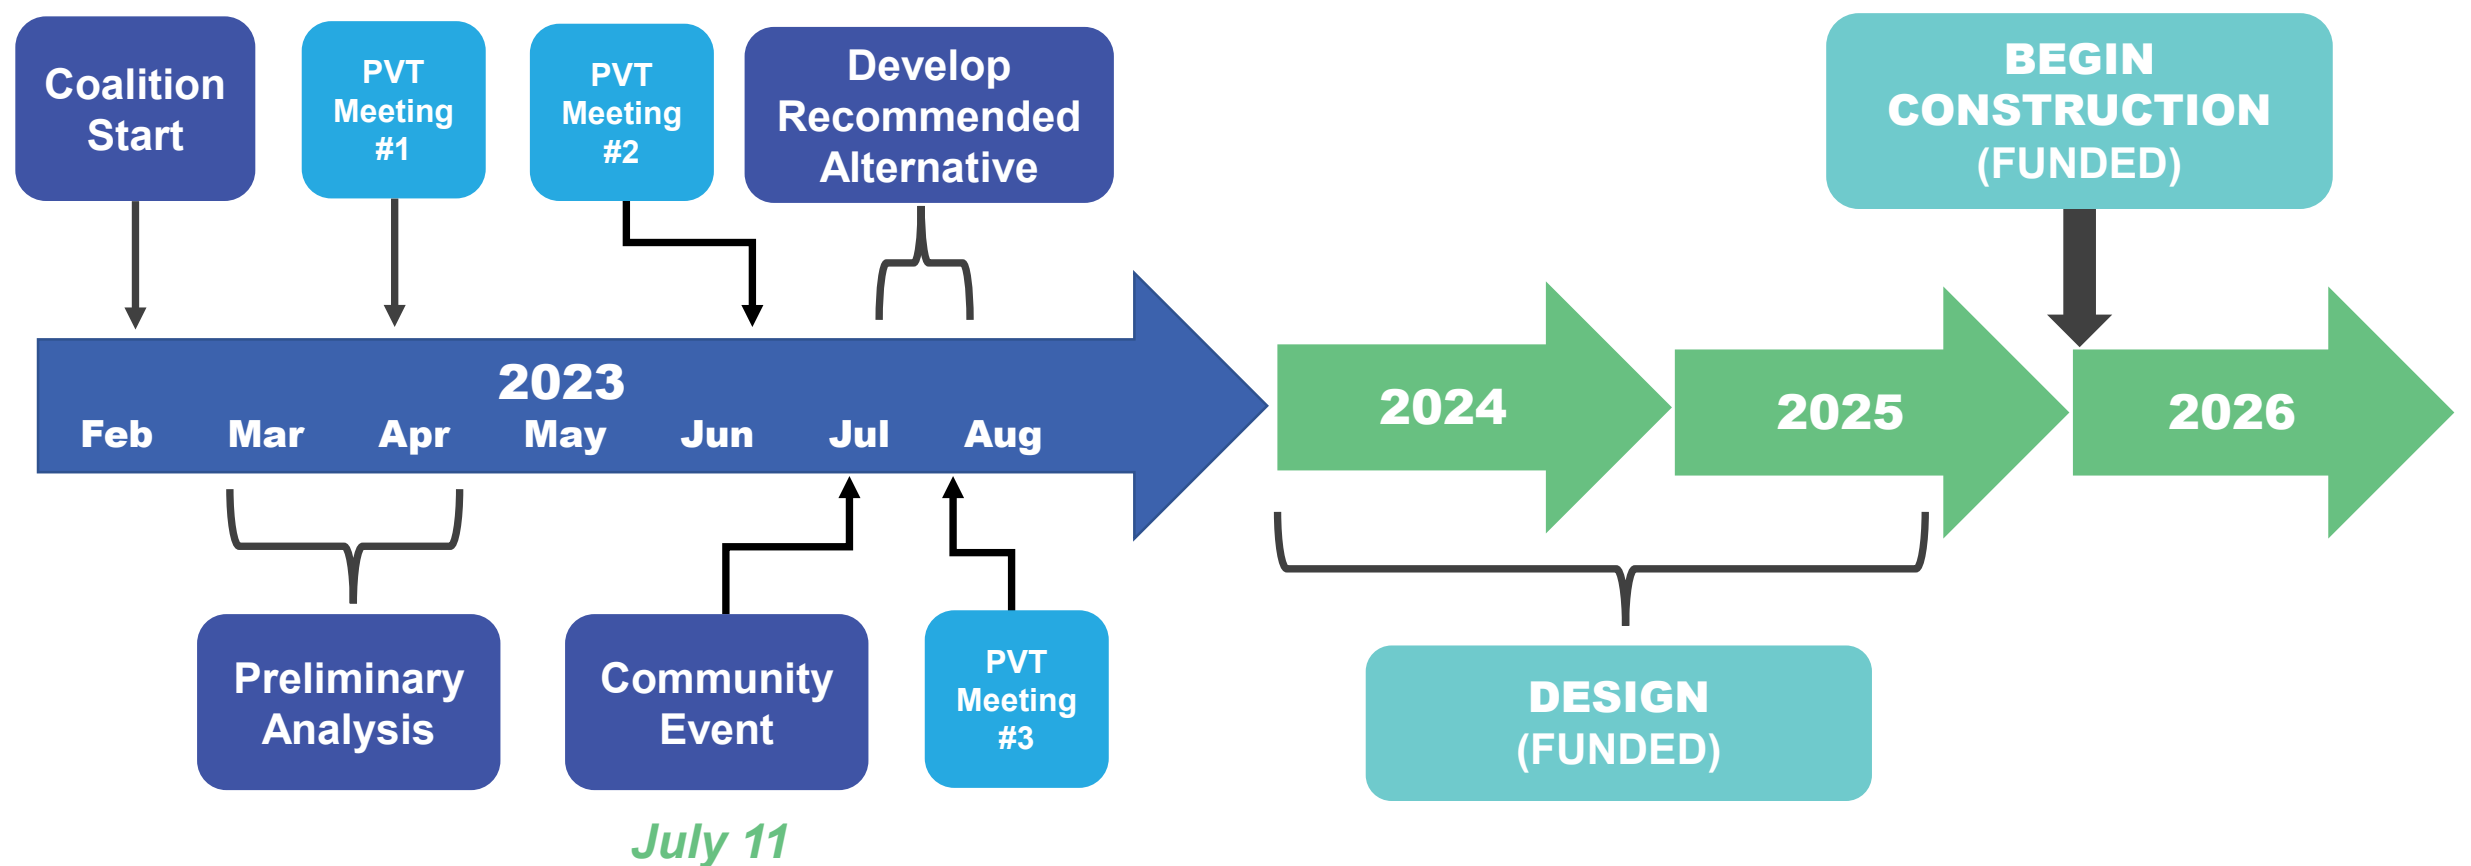 Coalition
Start
PVT
Meeting
#1
PVT
Meeting
#2
Develop
Recommended
Alternative
BEGIN
CONSTRUCTION
(FUNDED)
2023
Feb Mar Apr May Jun Jul Aug
2024
2025
2026
Preliminary
Analysis
Community
Event
July 11
PVT
Meeting
#3
DESIGN
(FUNDED)